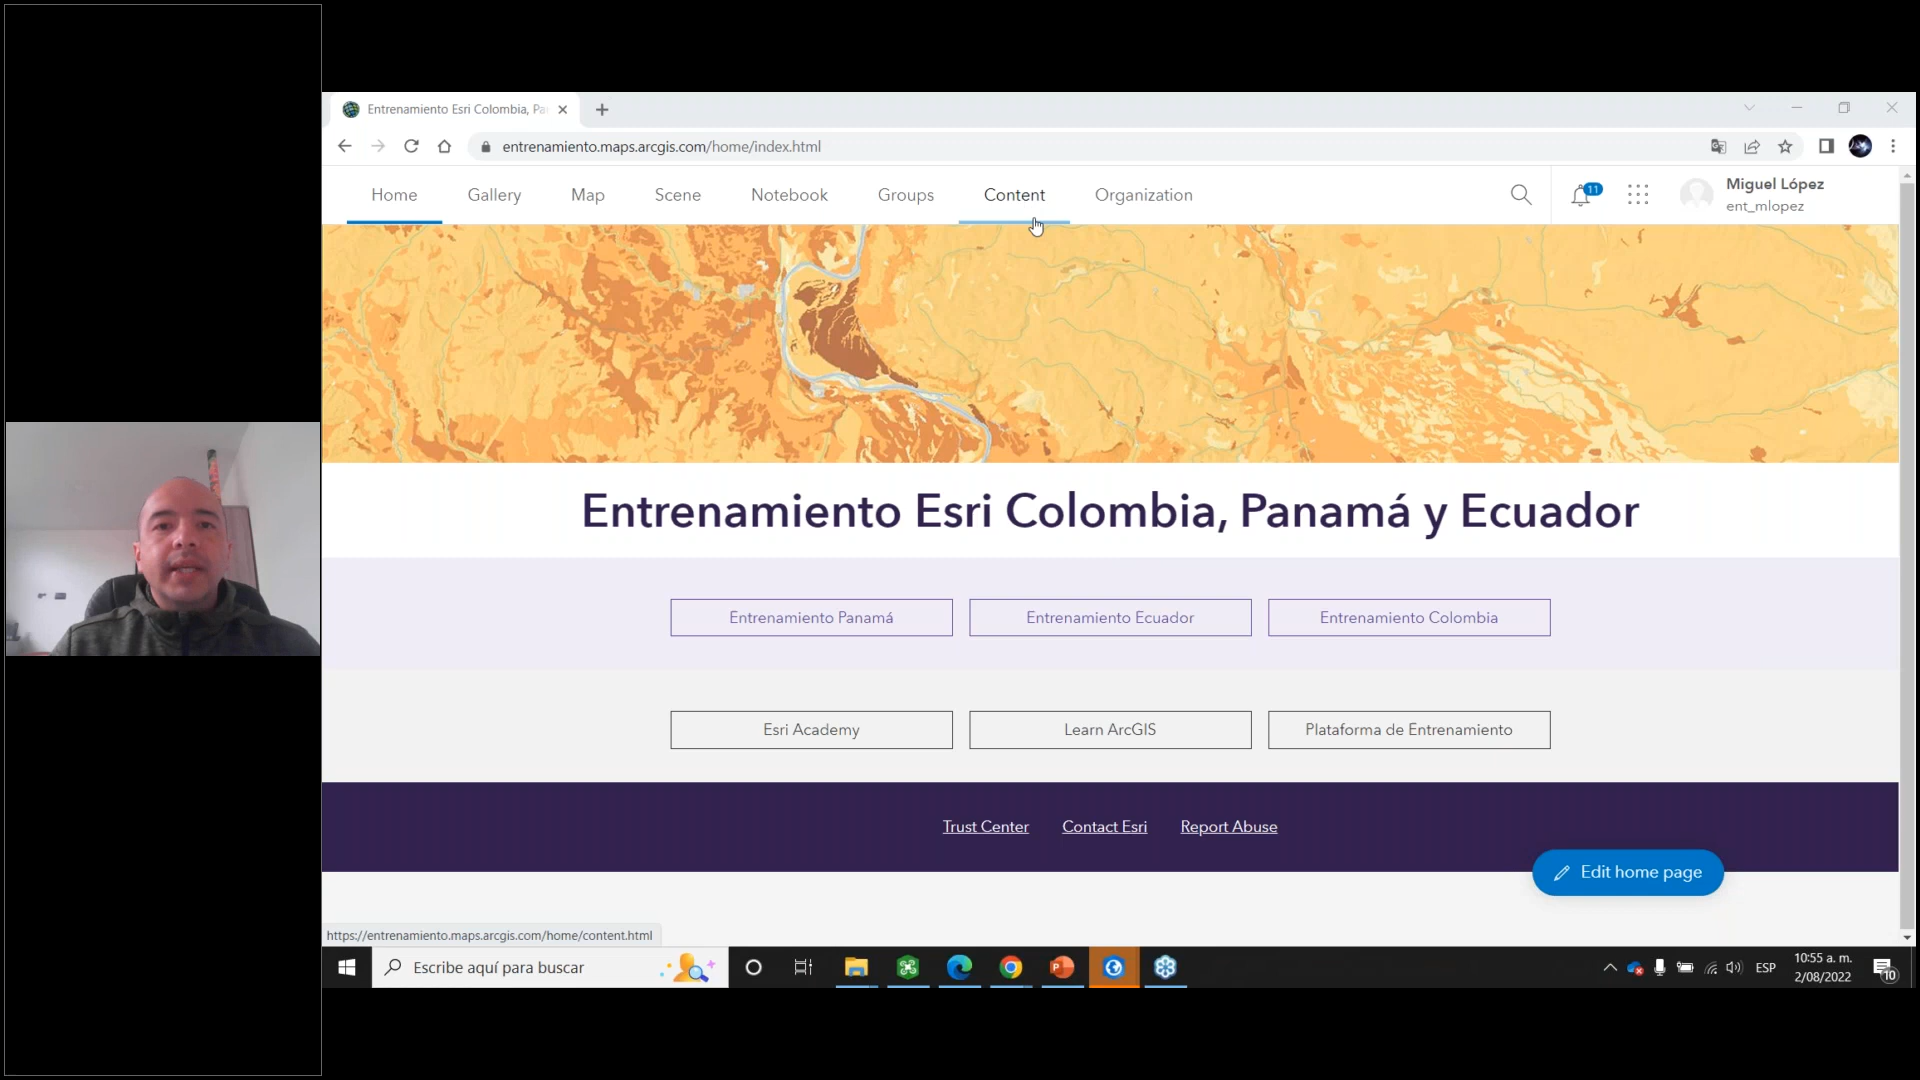 Entrenamiento Esri Colombia, Pa
entrenamiento.maps.arcgis.com/home/index.html
Home
Gallery
Map
Scene
Notebook
Groups
Content
Organization
11
Miguel López
ent_mlopez
Entrenamiento Esri Colombia, Panamá y Ecuador
Entrenamiento Panamá
Entrenamiento Ecuador
Entrenamiento Colombia
Esri Academy
Learn ArcGIS
Plataforma de Entrenamiento
Trust Center
Contact Esri
Report Abuse
Edit home page
https://entrenamiento.maps.arcgis.com/home/content.html
Escribe aquí para buscar
ESP
10:55 a. m.
2/08/2022
10